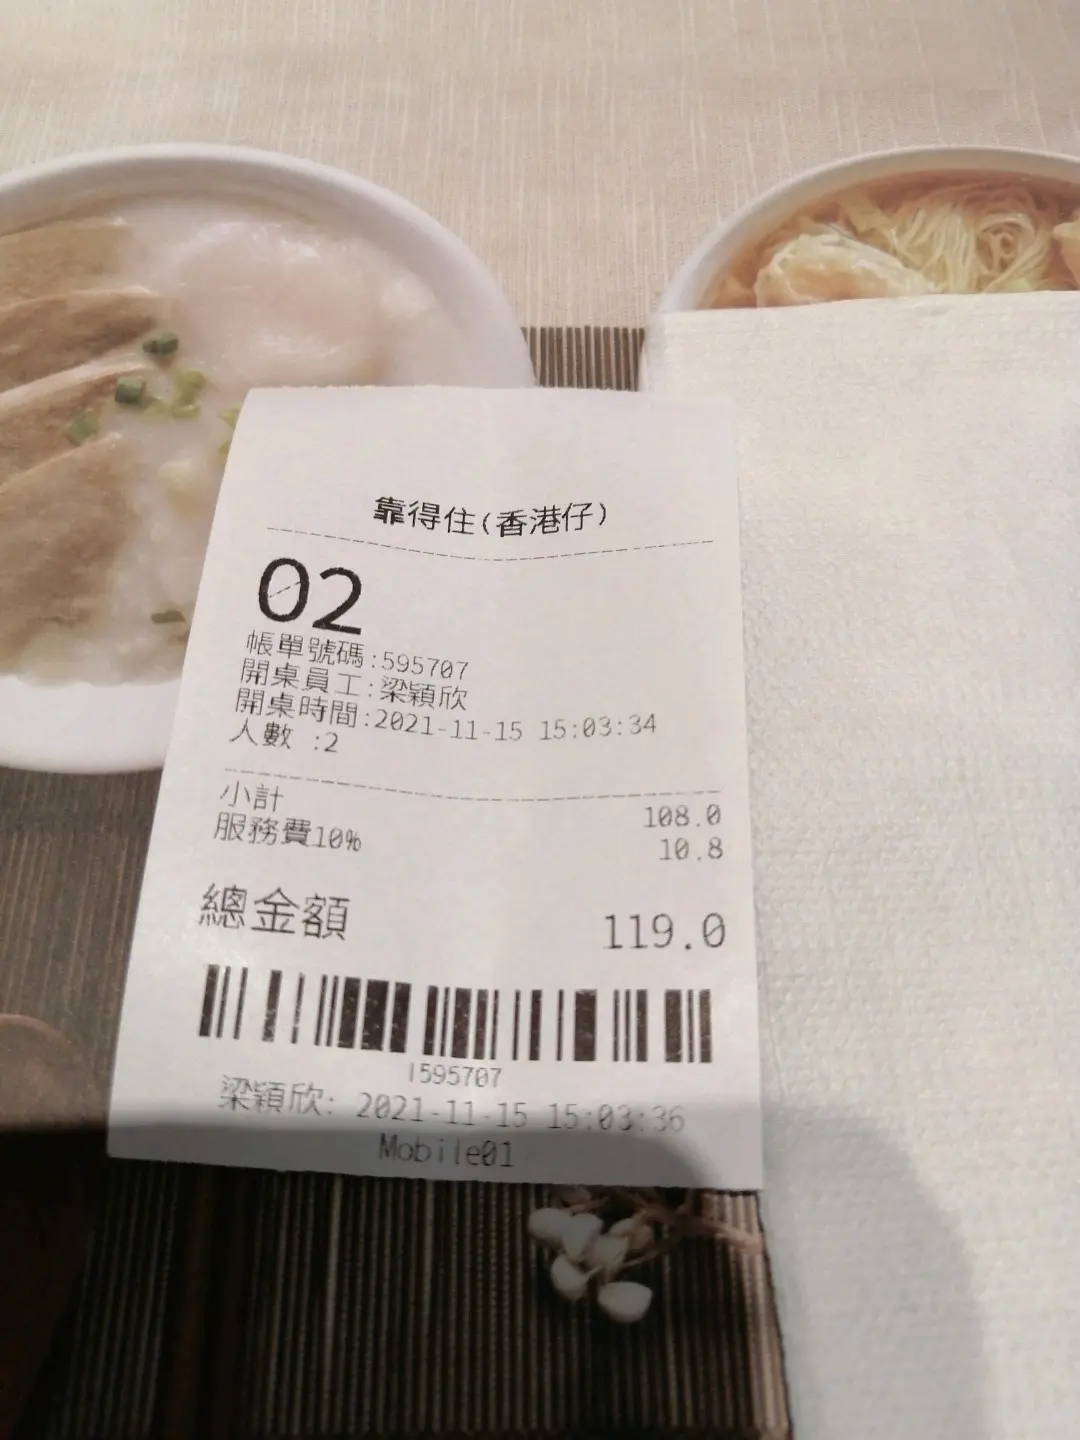 靠得住(香港仔)
02
帳單號碼:595707
開桌員工:梁穎欣
開桌時間:2021-11-15 15:03:34
人數 :2
小計 108.0
服務費10% 10.8
總金額 119.0
1595707
梁穎欣: 2021-11-15 15:03:36
Mobile01